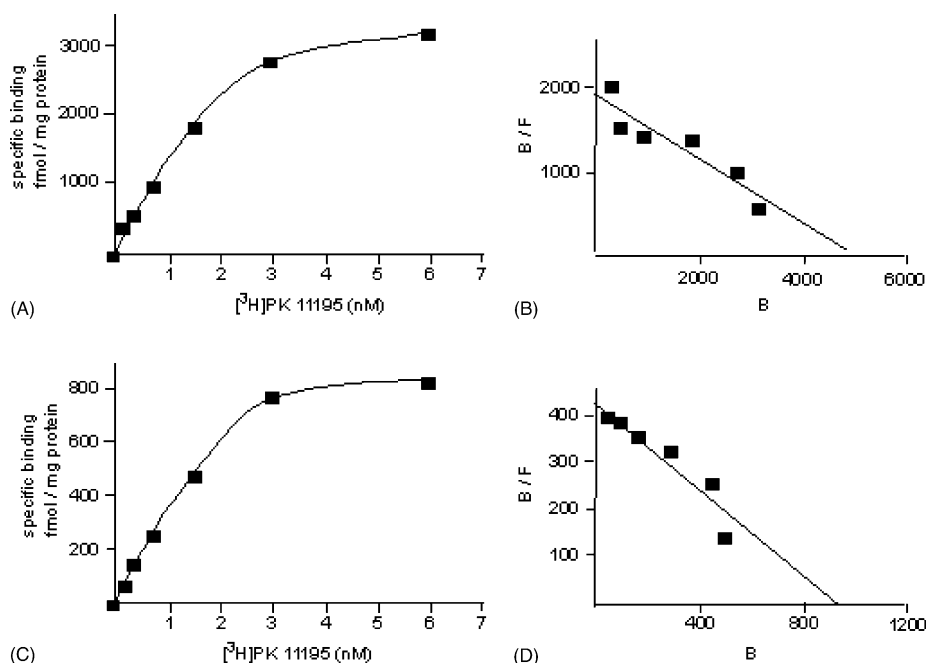 3000
2000
1000
specific binding
fmol / mg protein
1 2 3 4 5 6 7
[³H]PK 11195 (nM)
(A)
2000
1000
B / F
2000 4000 6000
B
(B)
800
600
400
200
specific binding
fmol / mg protein
1 2 3 4 5 6 7
[³H]PK 11195 (nM)
(C)
400
300
200
100
B / F
400 800 1200
B
(D)